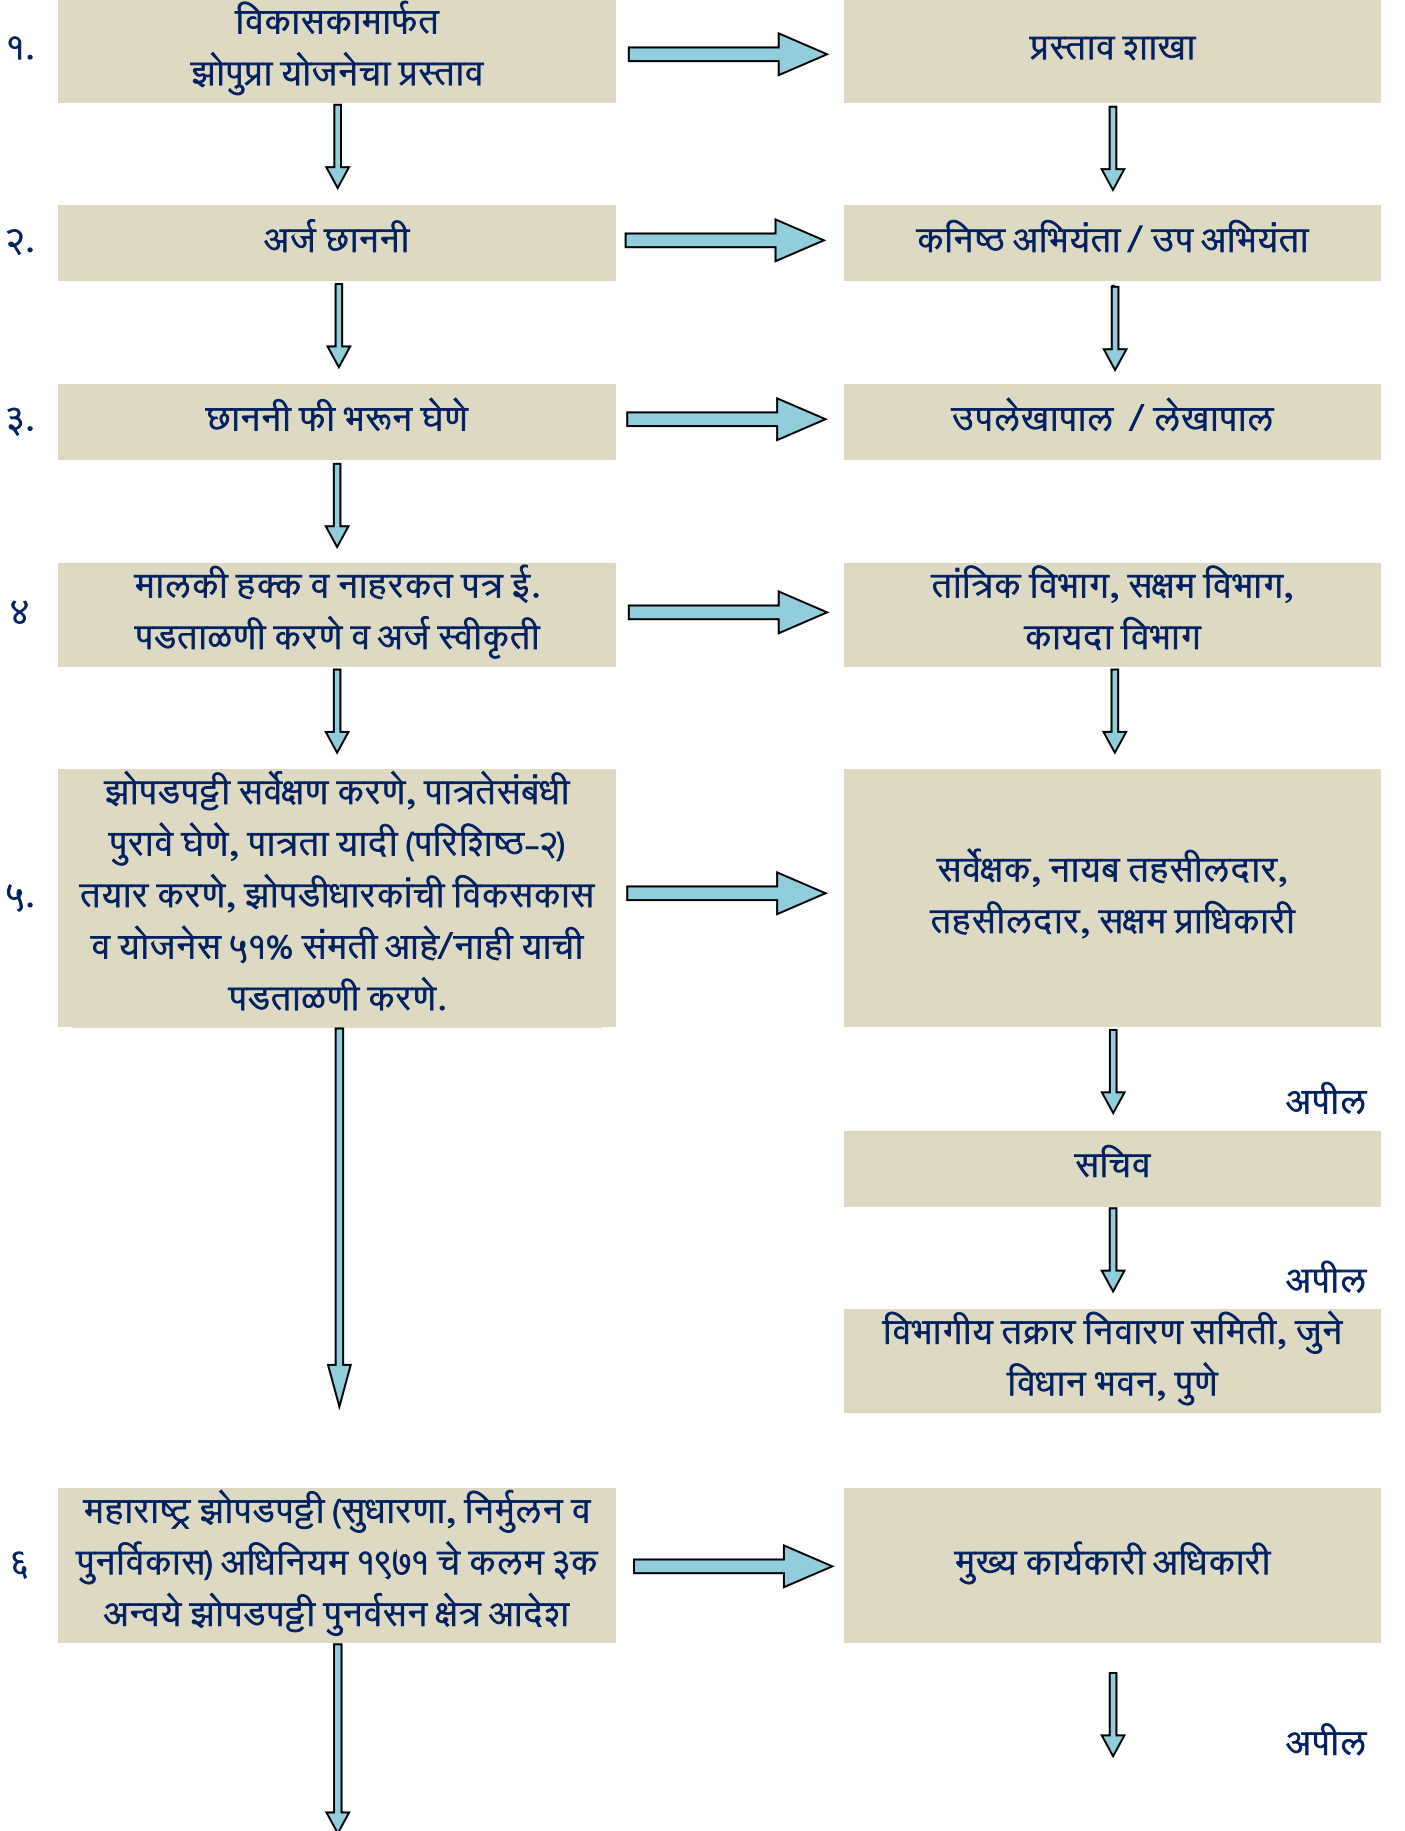 विकासकामार्फत
१.
झोपुप्रा योजनेचा प्रस्ताव
प्रस्ताव शाखा
२.
अर्ज छाननी
कनिष्ठ अभियंता / उप अभियंता
३.
छाननी फी भरून घेणे
उपलेखापाल / लेखापाल
४
मालकी हक्क व नाहरकत पत्र ई.
पडताळणी करणे व अर्ज स्वीकृती
तांत्रिक विभाग, सक्षम विभाग,
कायदा विभाग
५.
झोपडपट्टी सर्वेक्षण करणे, पात्रतेसंबंधी
पुरावे घेणे, पात्रता यादी (परिशिष्ठ-२)
तयार करणे, झोपडीधारकांची विकसकास
व योजनेस ५१% संमती आहे/नाही याची
पडताळणी करणे.
सर्वेक्षक, नायब तहसीलदार,
तहसीलदार, सक्षम प्राधिकारी
अपील
सचिव
अपील
विभागीय तक्रार निवारण समिती, जुने
विधान भवन, पुणे
६
महाराष्ट्र झोपडपट्टी (सुधारणा, निर्मुलन व
पुनर्विकास) अधिनियम १९७१ चे कलम ३क
अन्वये झोपडपट्टी पुनर्वसन क्षेत्र आदेश
मुख्य कार्यकारी अधिकारी
अपील